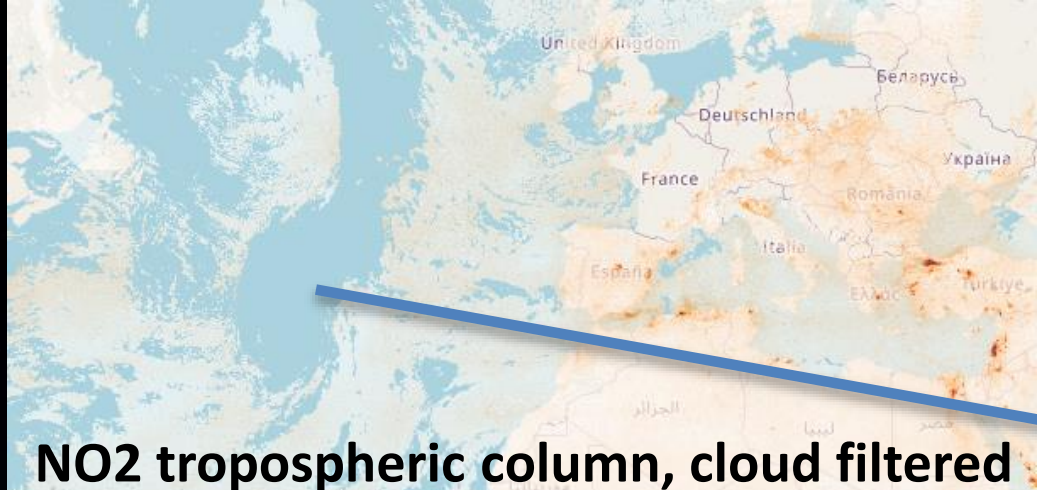 United Kingdom
Беларусь
Deutschland
Україна
France
România
Italia
España
Türkiye
Ελλάς
الجزائر
ليبيا
مصر
NO2 tropospheric column, cloud filtered